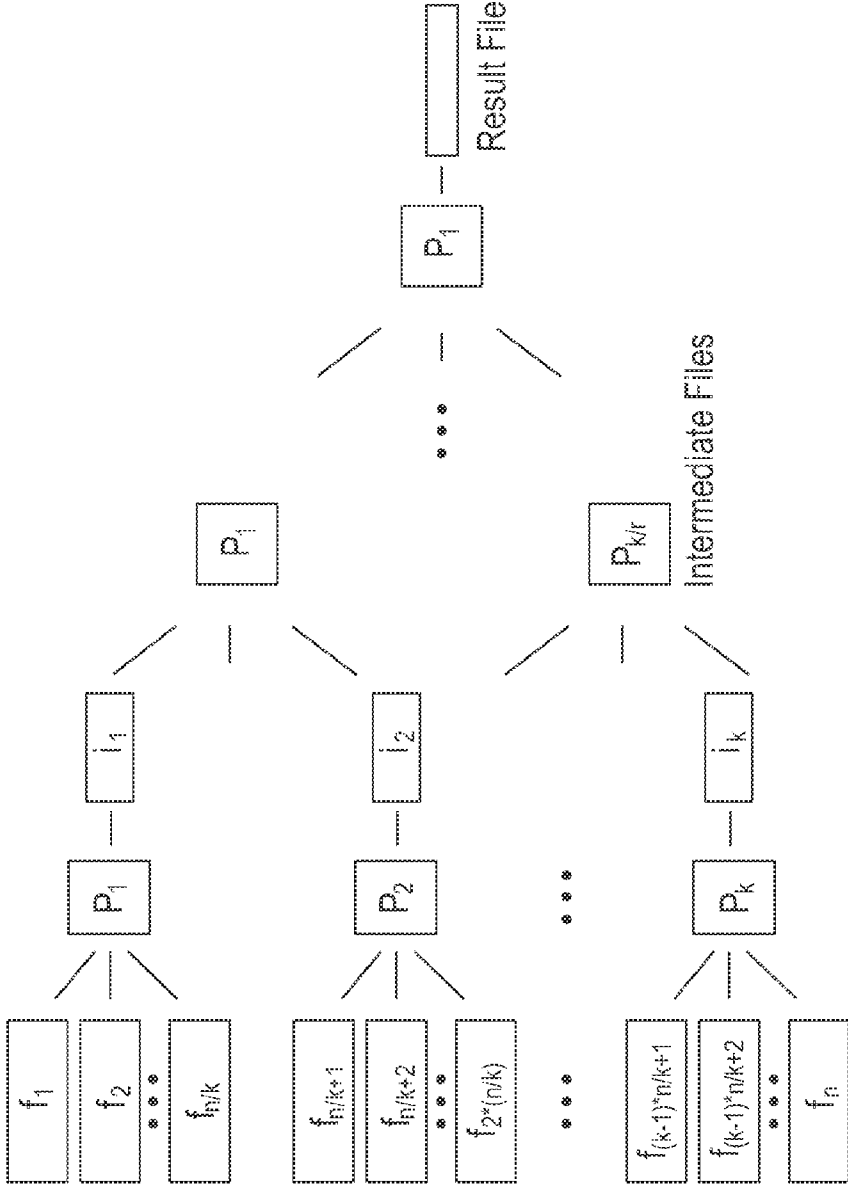 f1
f2
fn/k
fn/k+1
fn/k+2
f2*(n/k)
f(k-1)*n/k+1
f(k-1)*n/k+2
fn
P1
P2
Pk
i1
i2
ik
P1
Pk/r
Intermediate Files
P1
Result File